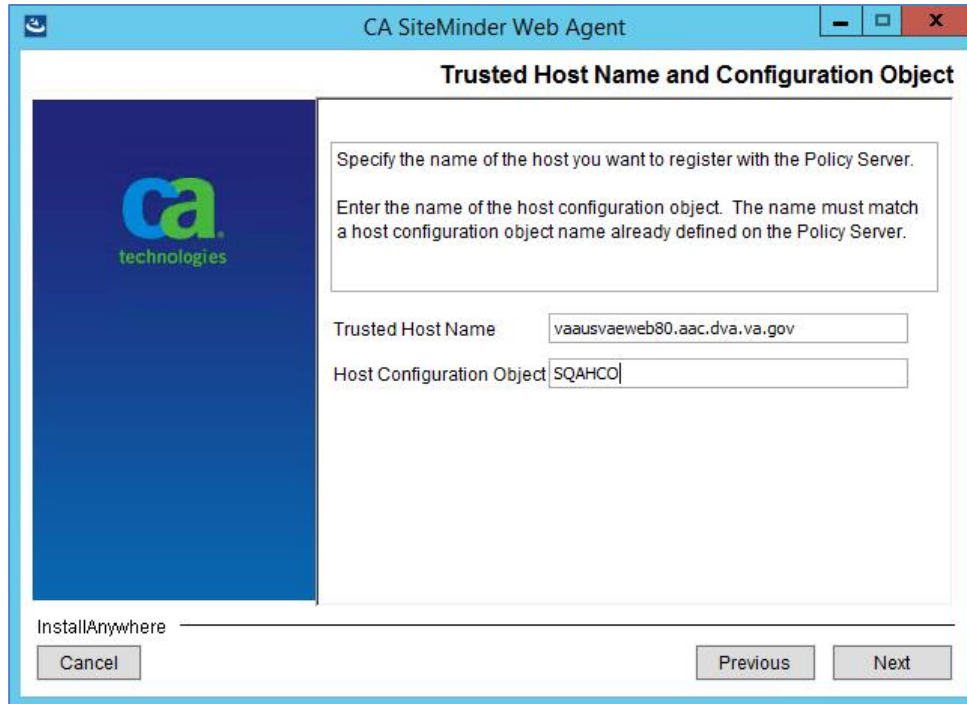 CA SiteMinder Web Agent
Trusted Host Name and Configuration Object
ca
technologies
Specify the name of the host you want to register with the Policy Server.
Enter the name of the host configuration object. The name must match
a host configuration object name already defined on the Policy Server.
Trusted Host Name vaausvaeweb80.aac.dva.va.gov
Host Configuration Object SQAHCO
InstallAnywhere
Cancel Previous Next